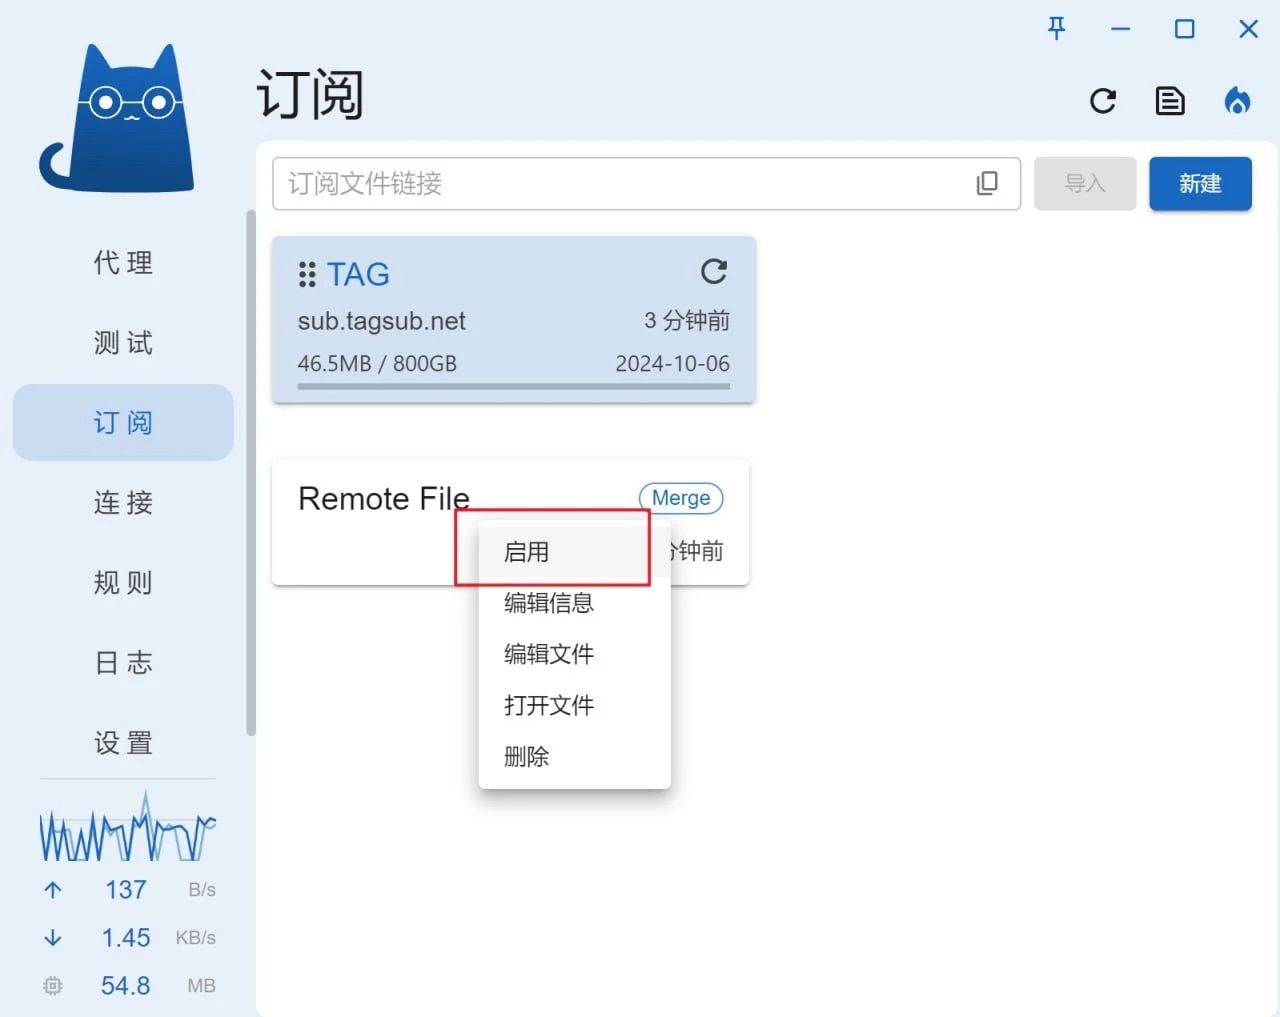 订阅
订阅文件链接
导入
新建
代理
测试
订阅
连接
规则
日志
设置
137 B/s
1.45 KB/s
54.8 MB
TAG
sub.tagsub.net 3 分钟前
46.5MB / 800GB 2024-10-06
Remote File Merge
分钟前
启用
编辑信息
编辑文件
打开文件
删除